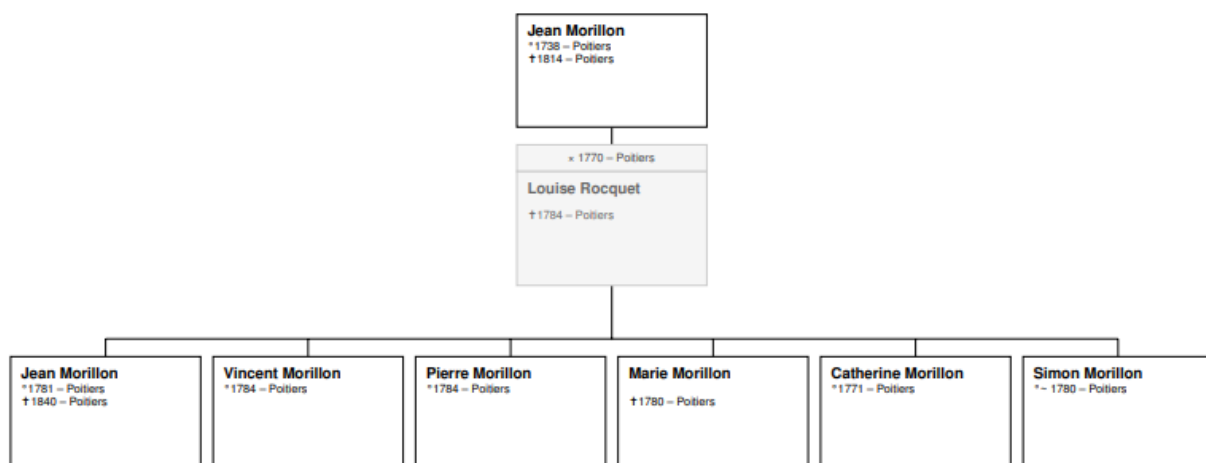 Jean Morillon
*1738 – Poitiers
✝1814 – Poitiers
× 1770 – Poitiers
Louise Rocquet
✝1784 – Poitiers
Jean Morillon
*1781 – Poitiers
✝1840 – Poitiers
Vincent Morillon
*1784 – Poitiers
Pierre Morillon
*1784 – Poitiers
Marie Morillon
✝1780 – Poitiers
Catherine Morillon
*1771 – Poitiers
Simon Morillon
*~ 1780 – Poitiers